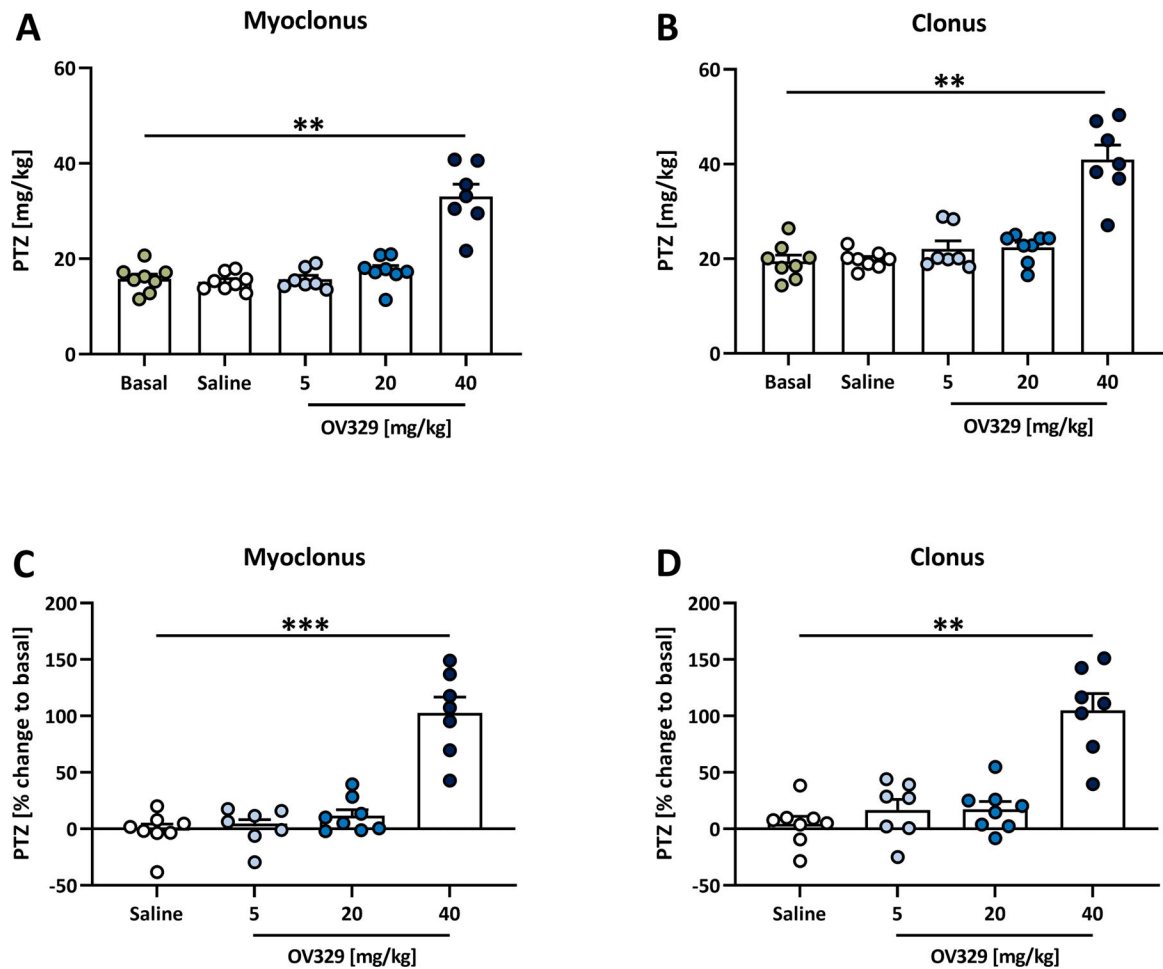 A
Myoclonus
PTZ [mg/kg]
60
40
20
0
**
Basal
Saline
5
20
40
OV329 [mg/kg]
B
Clonus
PTZ [mg/kg]
60
40
20
0
**
Basal
Saline
5
20
40
OV329 [mg/kg]
C
Myoclonus
PTZ [% change to basal]
200
150
100
50
0
-50
***
Saline
5
20
40
OV329 [mg/kg]
D
Clonus
PTZ [% change to basal]
200
150
100
50
0
-50
**
Saline
5
20
40
OV329 [mg/kg]